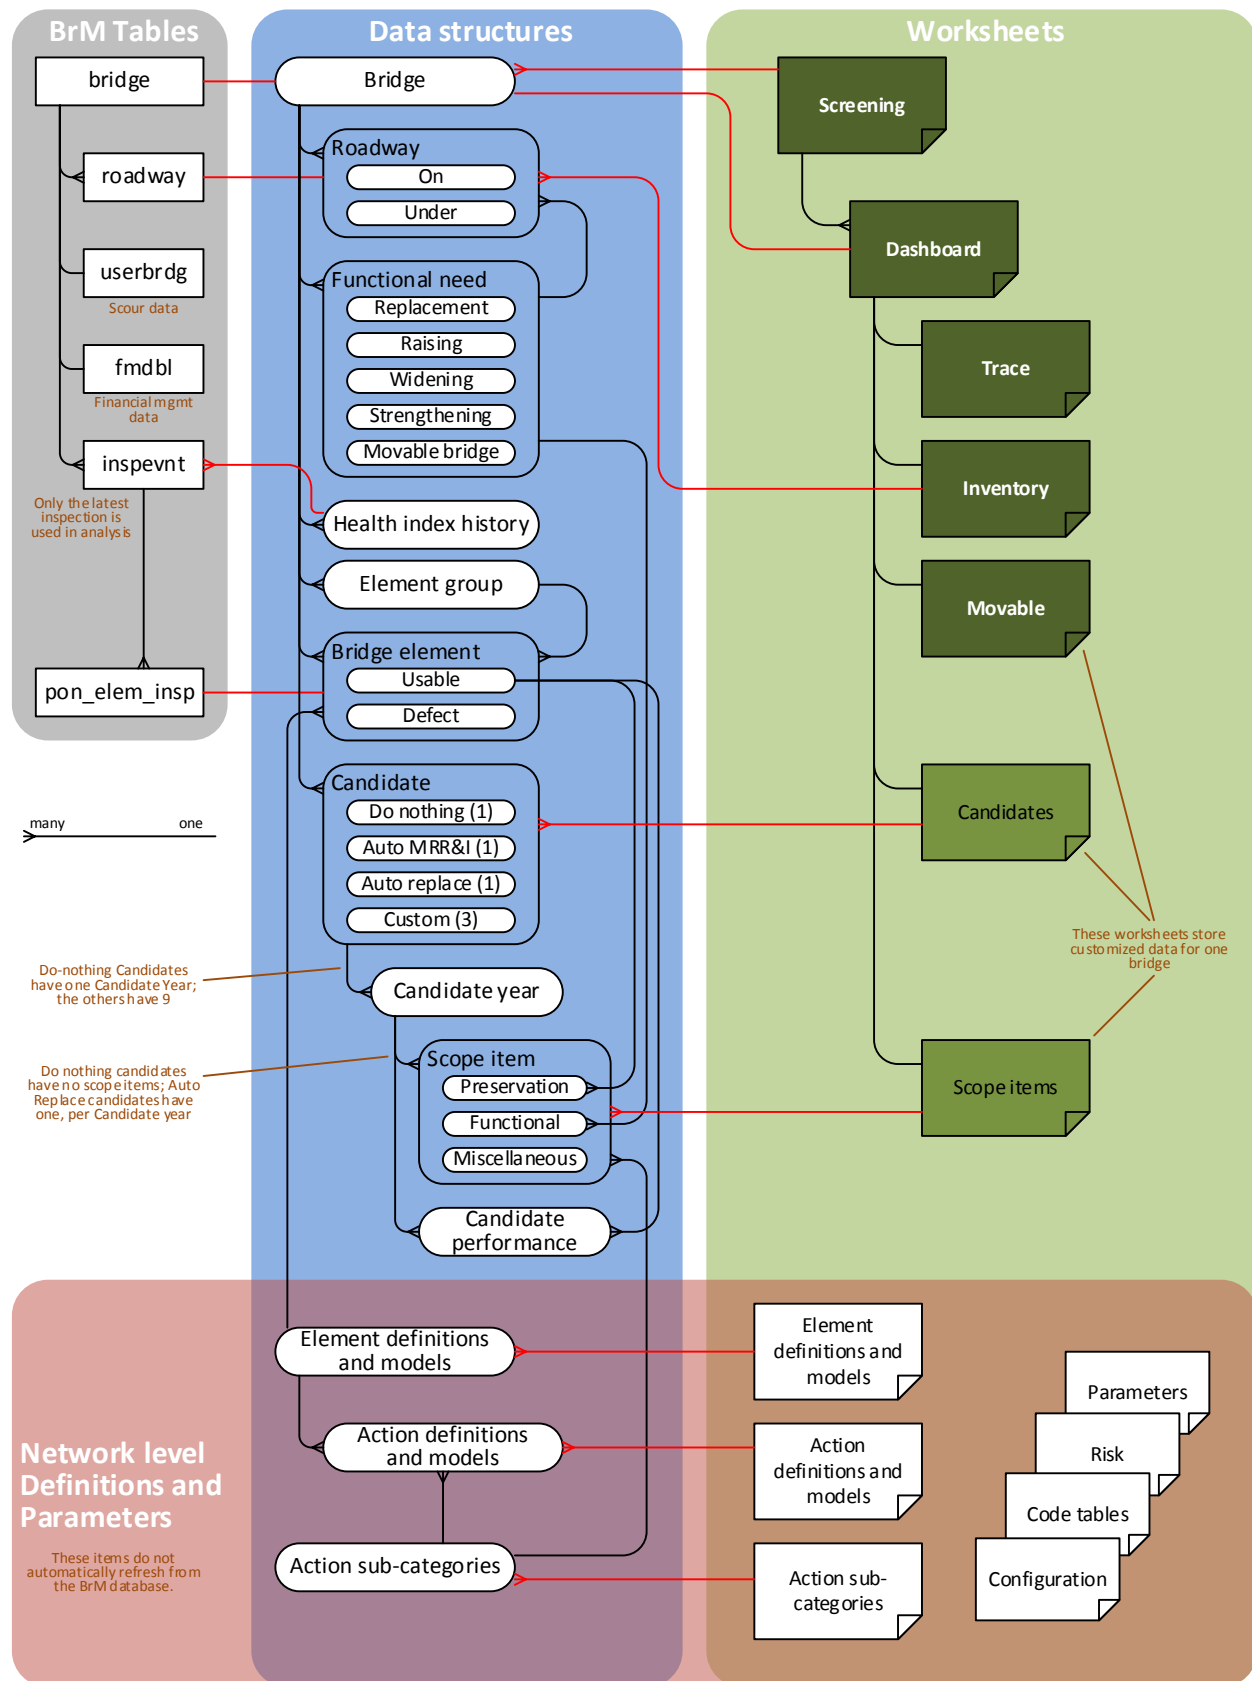 BrM Tables
bridge
roadway
userbrdg
Scour data
fmdbl
Financial mgmt
data
inspevnt
Only the latest
inspection is
used in analysis
pon_elem_insp
many
one
Do-nothing Candidates
have one Candidate Year;
the others have 9
Do nothing candidates
have no scope items; Auto
Replace candidates have
one, per Candidate year
Data structures
Bridge
Roadway
On
Under
Functional need
Replacement
Raising
Widening
Strengthening
Movable bridge
Health index history
Element group
Bridge element
Usable
Defect
Candidate
Do nothing (1)
Auto MRR&I (1)
Auto replace (1)
Custom (3)
Candidate year
Scope item
Preservation
Functional
Miscellaneous
Candidate
performance
Worksheets
Screening
Dashboard
Trace
Inventory
Movable
Candidates
These worksheets store
customized data for one
bridge
Scope items
Network level
Definitions and
Parameters
These items do not
automatically refresh from
the BrM database.
Element definitions
and models
Action definitions
and models
Action sub-categories
Element
definitions and
models
Action
definitions and
models
Action sub-
categories
Parameters
Risk
Code tables
Configuration